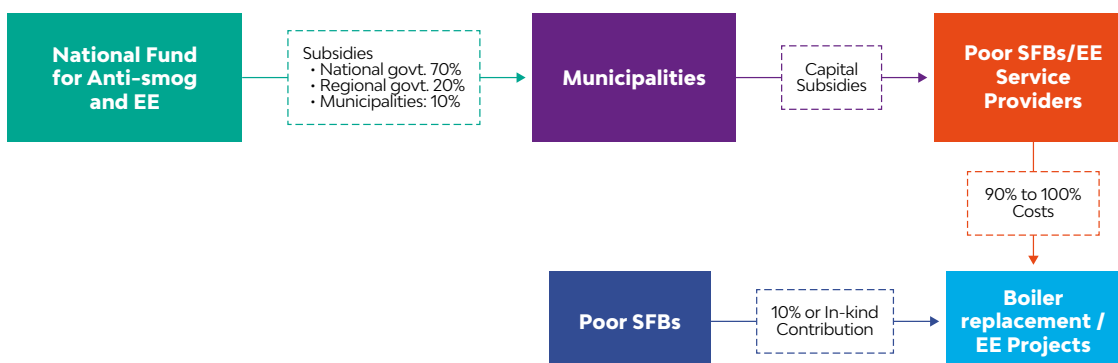 National Fund
for Anti-smog
and EE
Subsidies
• National govt. 70%
• Regional govt. 20%
• Municipalities: 10%
Municipalities
Capital
Subsidies
Poor SFBs/EE
Service
Providers
90% to 100%
Costs
Poor SFBs
10% or In-kind
Contribution
Boiler
replacement /
EE Projects